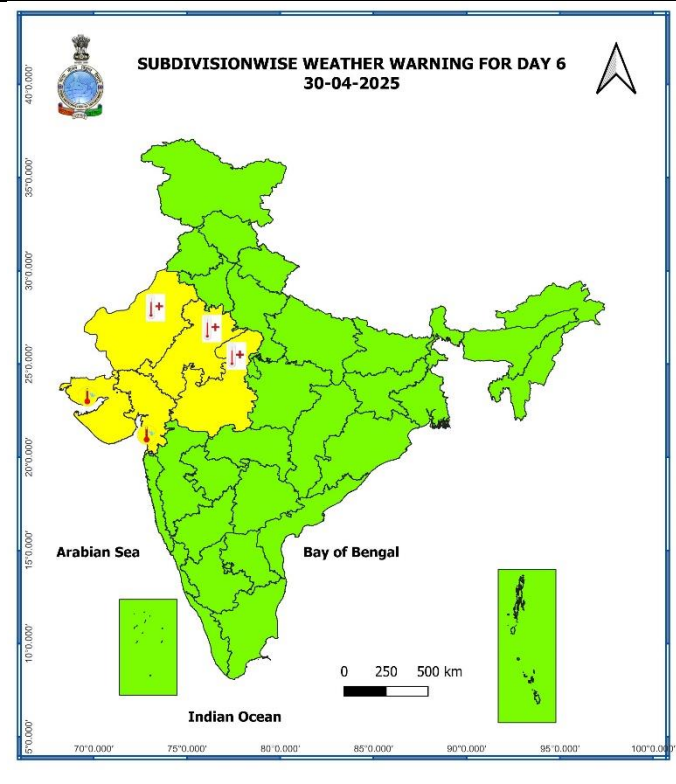 SUBDIVISIONWISE WEATHER WARNING FOR DAY 6
30-04-2025
40°0.000'
35°0.000'
30°0.000'
25°0.000'
20°0.000'
15°0.000'
10°0.000'
5°0.000'
Arabian Sea
Bay of Bengal
0 250 500 km
Indian Ocean
70°0.000' 75°0.000' 80°0.000' 85°0.000' 90°0.000' 95°0.000' 100°0.000'